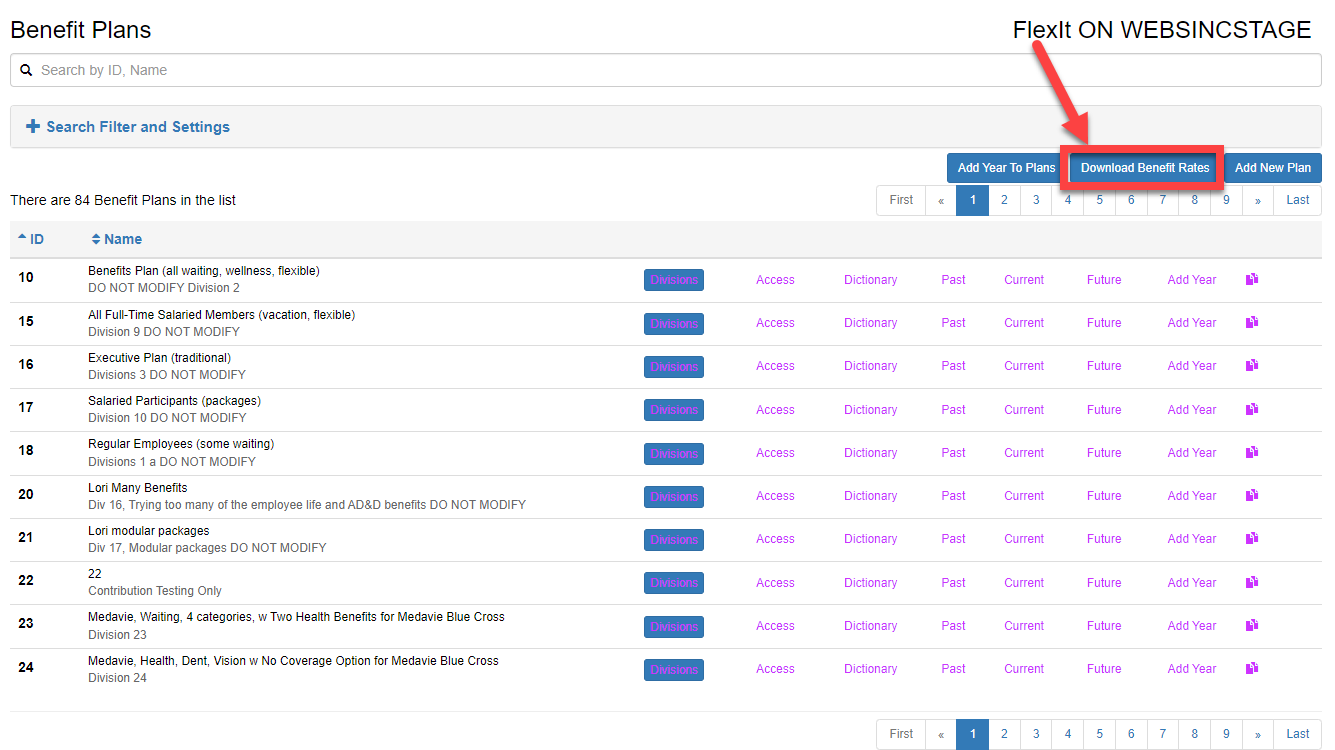 Benefit Plans
FlexIt ON WEBSINCSTAGE
Search by ID, Name
Search Filter and Settings
Add Year To Plans Download Benefit Rates Add New Plan
There are 84 Benefit Plans in the list
First « 1 2 3 4 5 6 7 8 9 » Last
ID Name
10 Benefits Plan (all waiting, wellness, flexible) Divisions Access Dictionary Past Current Future Add Year
DO NOT MODIFY Division 2
15 All Full-Time Salaried Members (vacation, flexible) Divisions Access Dictionary Past Current Future Add Year
Division 9 DO NOT MODIFY
16 Executive Plan (traditional) Divisions Access Dictionary Past Current Future Add Year
Divisions 3 DO NOT MODIFY
17 Salaried Participants (packages) Divisions Access Dictionary Past Current Future Add Year
Division 10 DO NOT MODIFY
18 Regular Employees (some waiting) Divisions Access Dictionary Past Current Future Add Year
Divisions 1 a DO NOT MODIFY
20 Lori Many Benefits Divisions Access Dictionary Past Current Future Add Year
Div 16, Trying too many of the employee life and AD&D benefits DO NOT MODIFY
21 Lori modular packages Divisions Access Dictionary Past Current Future Add Year
Div 17, Modular packages DO NOT MODIFY
22 22 Divisions Access Dictionary Past Current Future Add Year
Contribution Testing Only
23 Medavie, Waiting, 4 categories, w Two Health Benefits for Medavie Blue Cross Divisions Access Dictionary Past Current Future Add Year
Division 23
24 Medavie, Health, Dent, Vision w No Coverage Option for Medavie Blue Cross Divisions Access Dictionary Past Current Future Add Year
Division 24
First « 1 2 3 4 5 6 7 8 9 » Last